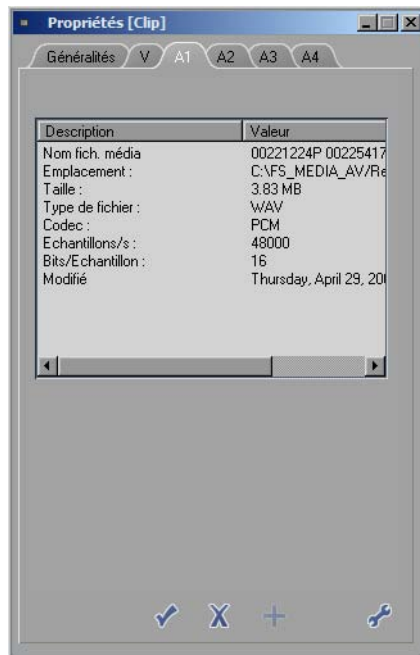 Propriétés [Clip]
Généralités V A1 A2 A3 A4
Description Valeur
Nom fich. média 00221224P 00225417
Emplacement : C:\FS_MEDIA_AV/Re
Taille : 3.83 MB
Type de fichier : WAV
Codec : PCM
Echantillons/s : 48000
Bits/Echantillon : 16
Modifié Thursday, April 29, 20